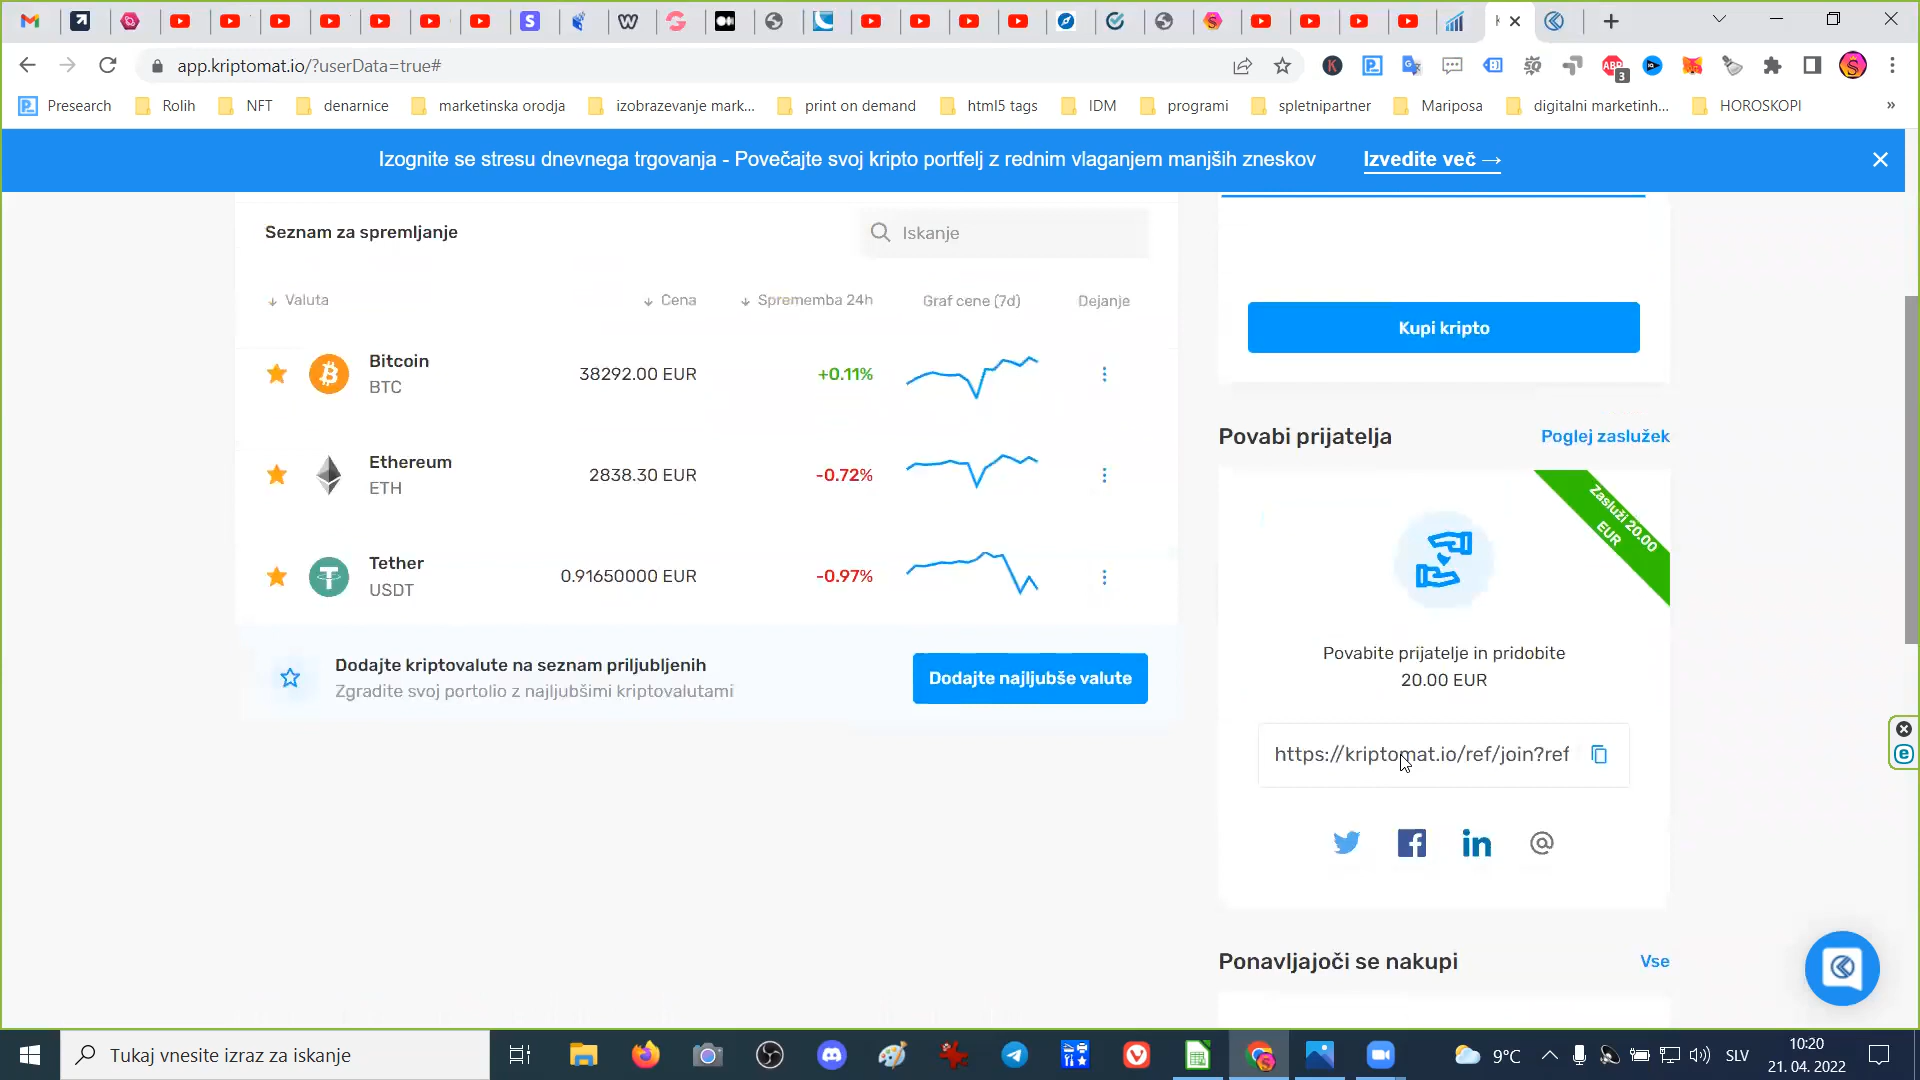 app.kriptomat.io/?userData=true#
ABP
3
Presearch
Rolih
NFT
denarnice
marketinska orodja
izobrazevanje mark...
print on demand
html5 tags
IDM
programi
spletnipartner
Mariposa
digitalni marketinh...
HOROSKOPI
»
Izognite se stresu dnevnega trgovanja - Povečajte svoj kripto portfelj z rednim vlaganjem manjših zneskov
Izvedite več →
Seznam za spremljanje
Iskanje
↓ Valuta
↓ Cena
↓ Sprememba 24h
Graf cene (7d)
Dejanje
Bitcoin
BTC
38292.00 EUR
+0.11%
Ethereum
ETH
2838.30 EUR
-0.72%
Tether
USDT
0.91650000 EUR
-0.97%
Dodajte kriptovalute na seznam priljubljenih
Zgradite svoj portolio z najljubšimi kriptovalutami
Dodajte najljubše valute
Kupi kripto
Povabi prijatelja
Poglej zaslužek
Zasluži 20.00
EUR
Povabite prijatelje in pridobite
20.00 EUR
https://kriptomat.io/ref/join?ref
Ponavljajoči se nakupi
Vse
Tukaj vnesite izraz za iskanje
9°C
SLV
10:20
21. 04. 2022